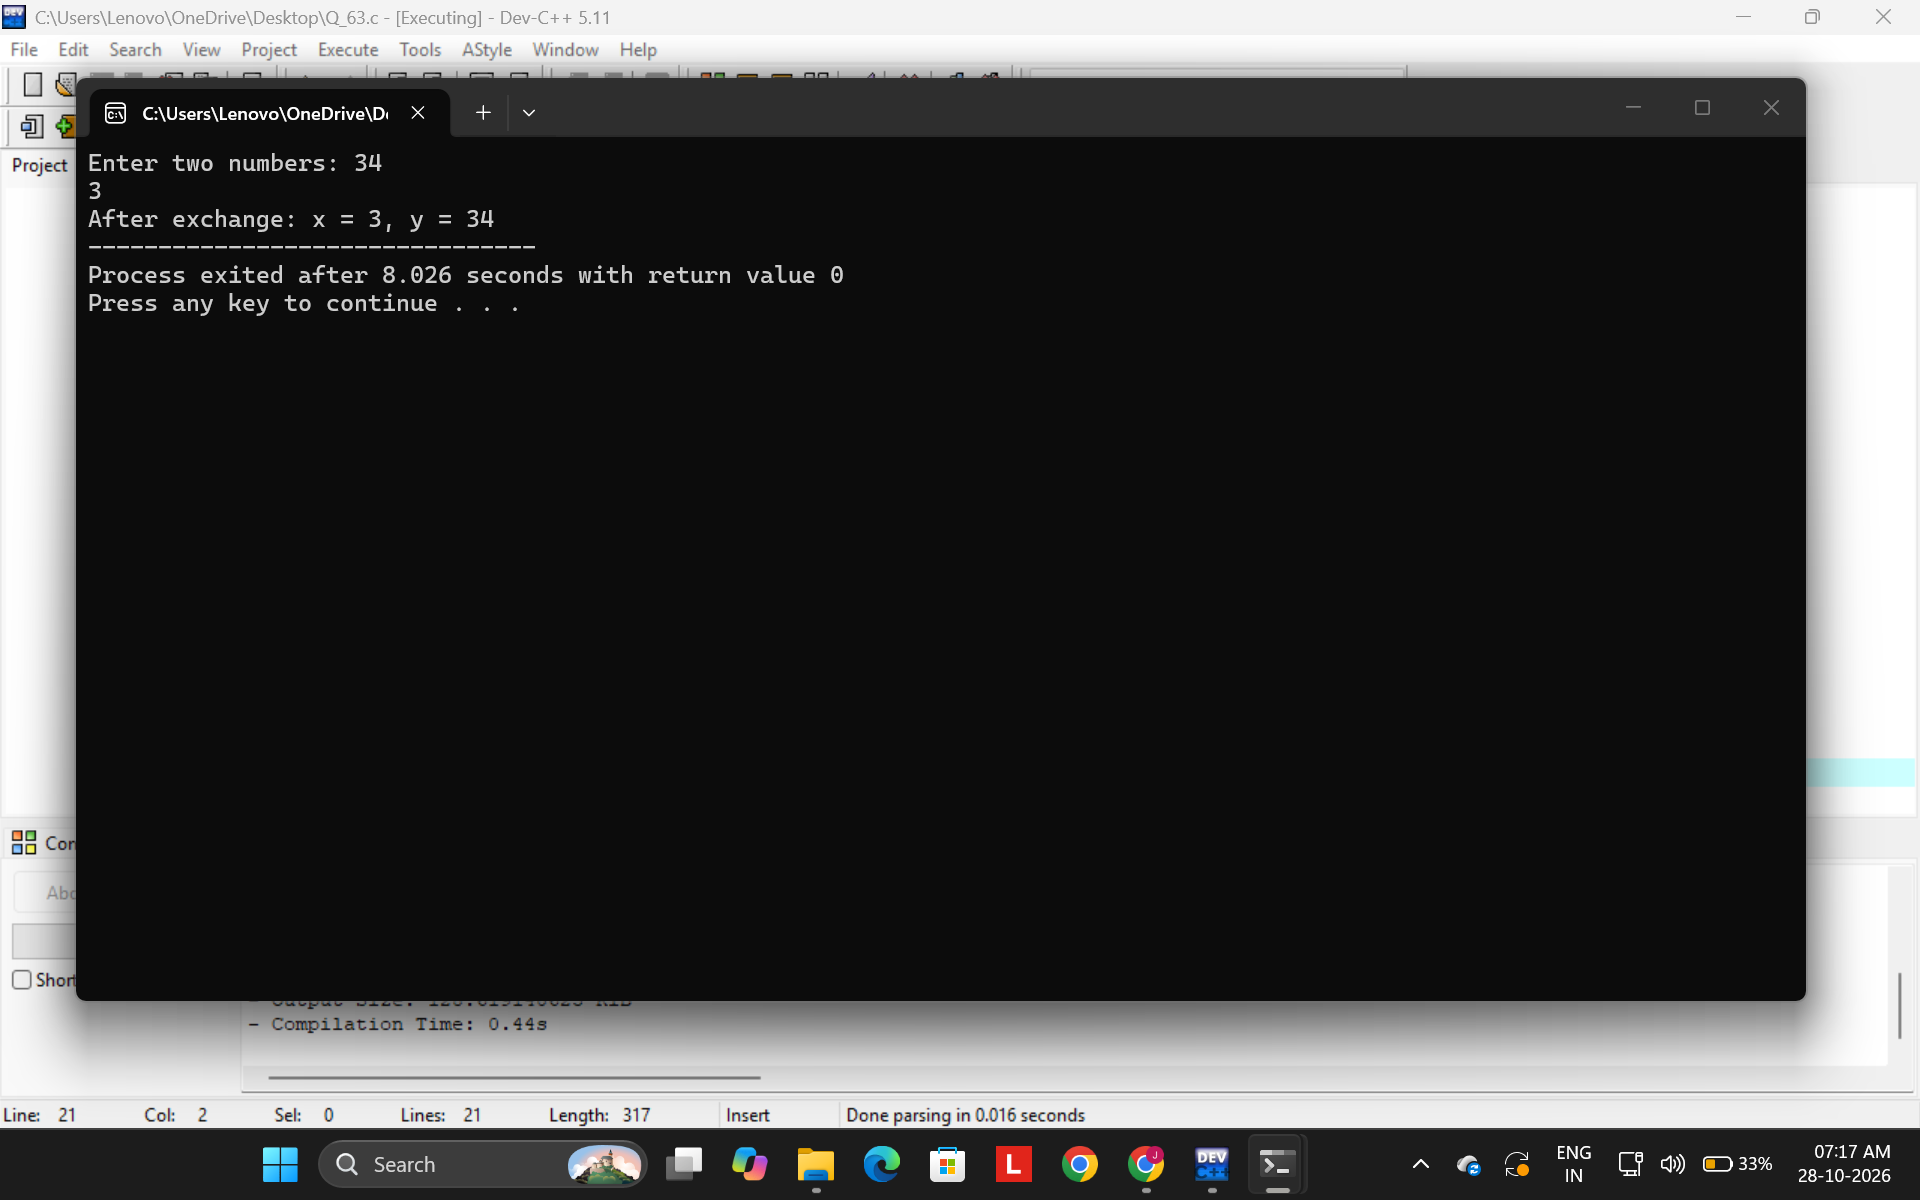 C:\Users\Lenovo\OneDrive\Desktop\Q_63.c - [Executing] - Dev-C++ 5.11
File Edit Search View Project Execute Tools AStyle Window Help
C:\Users\Lenovo\OneDrive\D
Project
Enter two numbers: 34
3
After exchange: x = 3, y = 34
--------------------------------
Process exited after 8.026 seconds with return value 0
Press any key to continue . . .
- Compilation Time: 0.44s
Line: 21 Col: 2 Sel: 0 Lines: 21 Length: 317 Insert Done parsing in 0.016 seconds
Search
DEV
C++
L
J
ENG
IN
33%
07:17 AM
28-10-2026